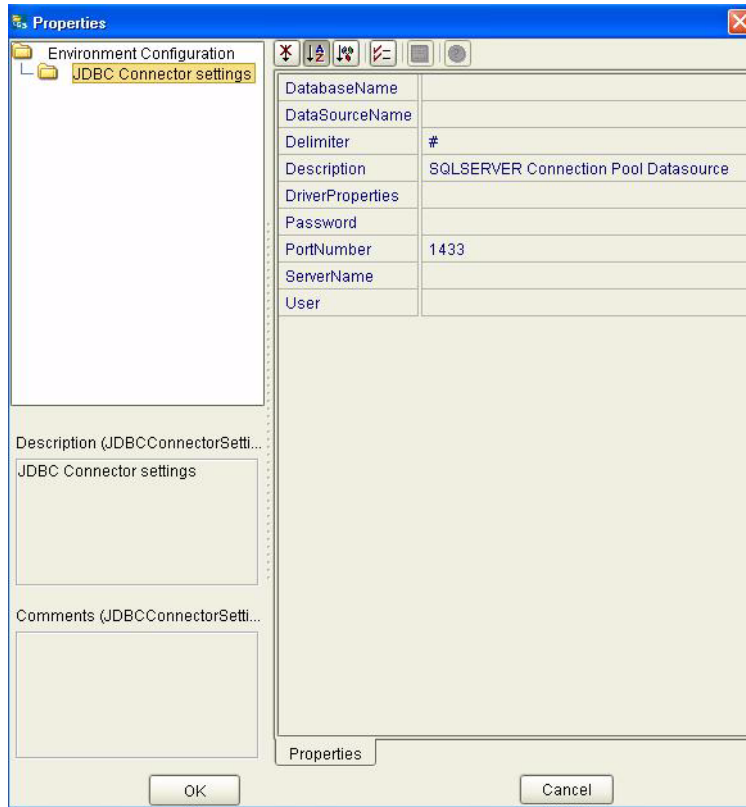 Properties
Environment Configuration
JDBC Connector settings
DatabaseName
DataSourceName
Delimiter #
Description SQLSERVER Connection Pool Datasource
DriverProperties
Password
PortNumber 1433
ServerName
User
Description (JDBCConnectorSetti...
JDBC Connector settings
Comments (JDBCConnectorSetti...
Properties
OK Cancel